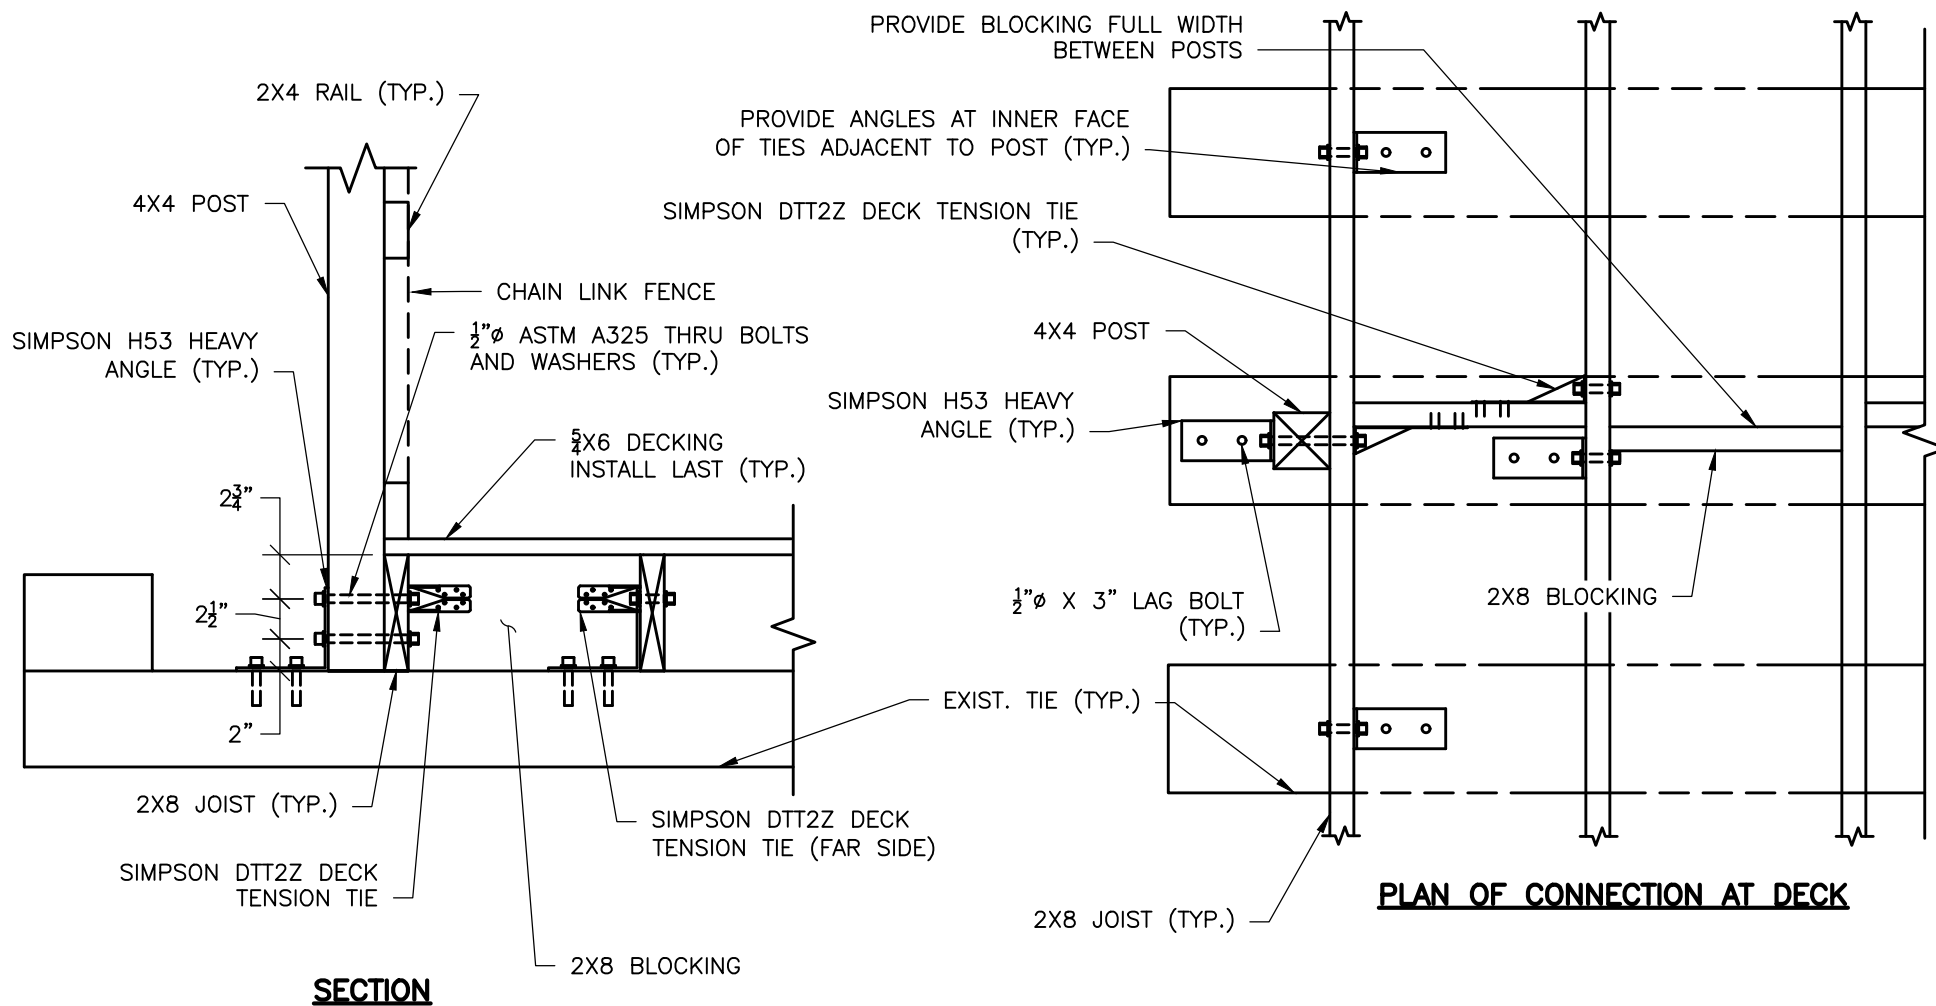 2X4 RAIL (TYP.)
4X4 POST
CHAIN LINK FENCE
SIMPSON H53 HEAVY
ANGLE (TYP.)
½"ø ASTM A325 THRU BOLTS
AND WASHERS (TYP.)
5/4X6 DECKING
INSTALL LAST (TYP.)
2¾"
2½"
2"
2X8 JOIST (TYP.)
SIMPSON DTT2Z DECK
TENSION TIE
SIMPSON DTT2Z DECK
TENSION TIE (FAR SIDE)
2X8 BLOCKING
SECTION
PROVIDE BLOCKING FULL WIDTH
BETWEEN POSTS
PROVIDE ANGLES AT INNER FACE
OF TIES ADJACENT TO POST (TYP.)
SIMPSON DTT2Z DECK TENSION TIE
(TYP.)
4X4 POST
SIMPSON H53 HEAVY
ANGLE (TYP.)
½"ø X 3" LAG BOLT
(TYP.)
2X8 BLOCKING
EXIST. TIE (TYP.)
2X8 JOIST (TYP.)
PLAN OF CONNECTION AT DECK